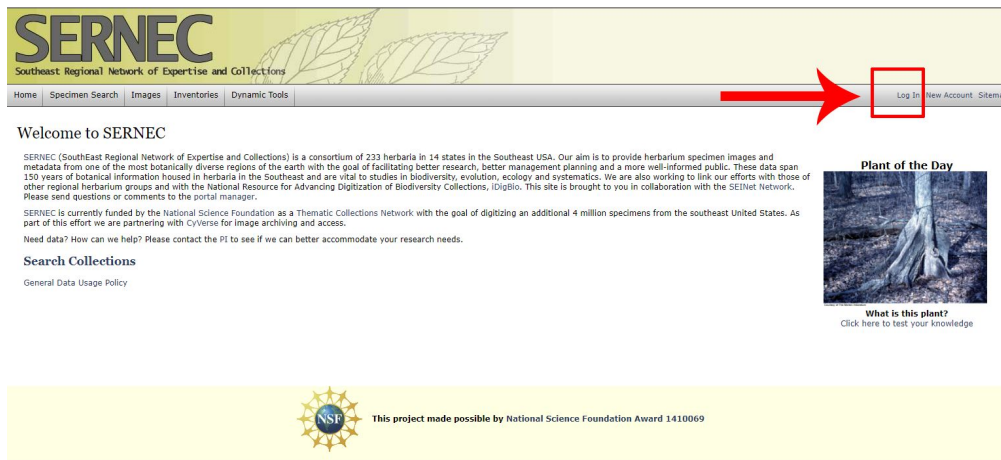 SERNEC
Southeast Regional Network of Expertise and Collections
Home Specimen Search Images Inventories Dynamic Tools
Log In New Account Sitema
Welcome to SERNEC
SERNEC (SouthEast Regional Network of Expertise and Collections) is a consortium of 233 herbaria in 14 states in the Southeast USA. Our aim is to provide herbarium specimen images and
metadata from one of the most botanically diverse regions of the earth with the goal of facilitating better research, better management planning and a more well-informed public. These data span
150 years of botanical information housed in herbaria in the Southeast and are vital to studies in biodiversity, evolution, ecology and systematics. We are also working to link our efforts with those of
other regional herbarium groups and with the National Resource for Advancing Digitization of Biodiversity Collections, iDigBio. This site is brought to you in collaboration with the SEINet Network.
Please send questions or comments to the portal manager.
SERNEC is currently funded by the National Science Foundation as a Thematic Collections Network with the goal of digitizing an additional 4 million specimens from the southeast United States. As
part of this effort we are partnering with CyVerse for image archiving and access.
Need data? How can we help? Please contact the PI to see if we can better accommodate your research needs.
Search Collections
General Data Usage Policy
Plant of the Day
What is this plant?
Click here to test your knowledge
NSF
This project made possible by National Science Foundation Award 1410069